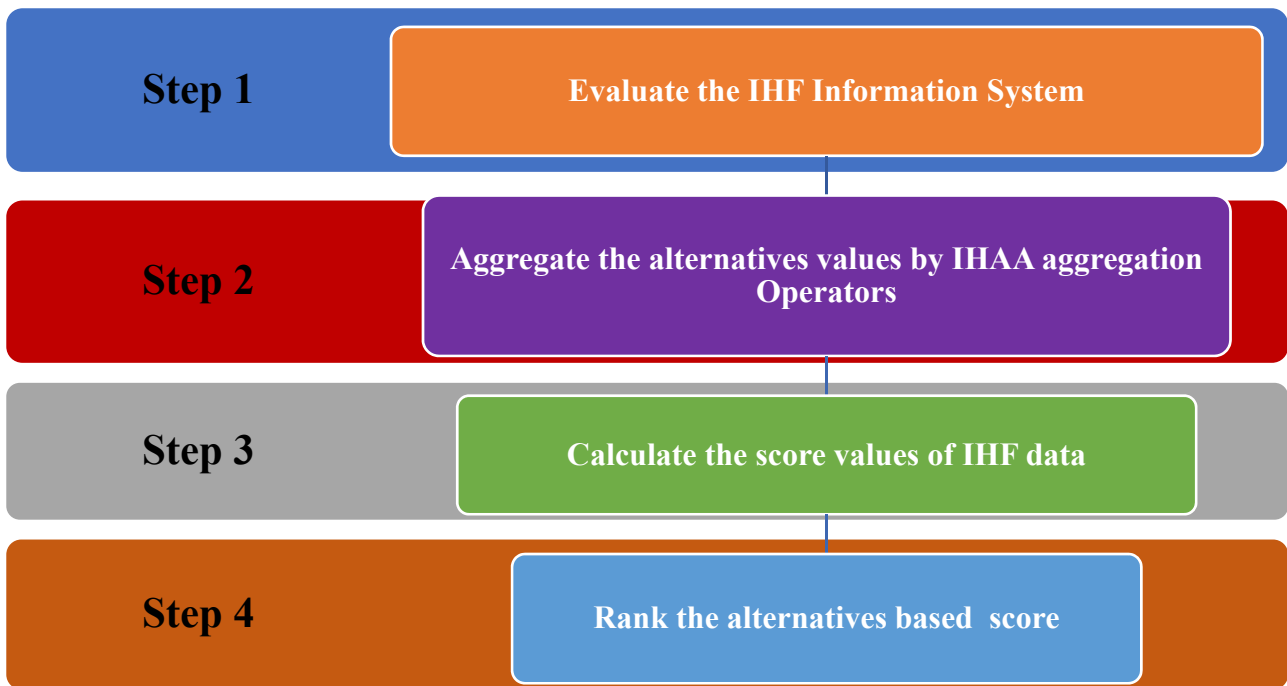 Step 1
Evaluate the IHF Information System
Step 2
Aggregate the alternatives values by IHAA aggregation
Operators
Step 3
Calculate the score values of IHF data
Step 4
Rank the alternatives based  score